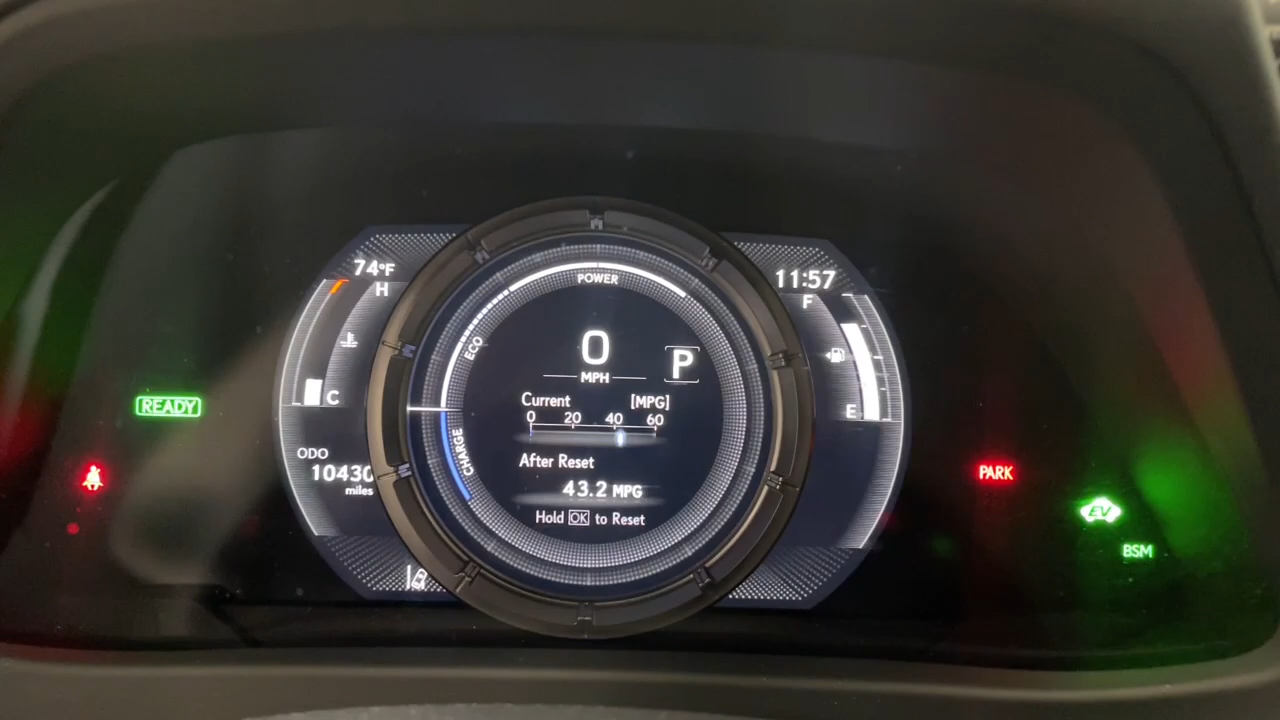 74°F
11:57
H
F
POWER
ECO
0
P
MPH
READY
C
E
Current [MPG]
0 20 40 60
CHARGE
ODO
After Reset
10430
miles
PARK
43.2 MPG
EV
Hold OK to Reset
BSM